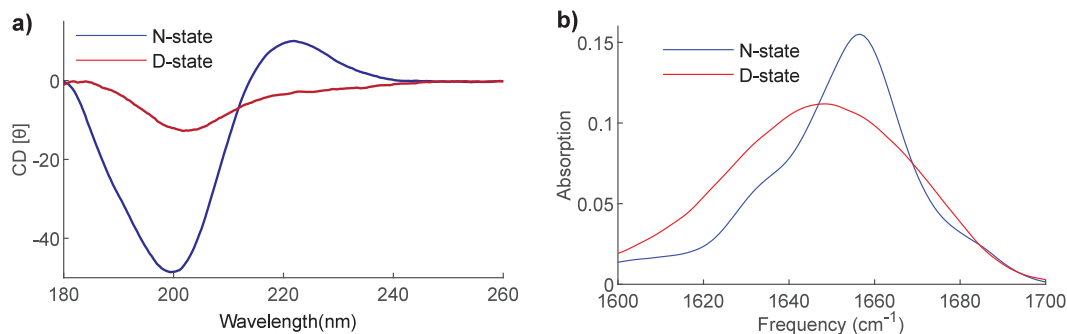 a)
N-state
D-state
0
-20
-40
CD [θ]
180
200
220
240
260
Wavelength(nm)
b)
N-state
D-state
0.15
0.1
0.05
0
Absorption
1600
1620
1640
1660
1680
1700
Frequency (cm⁻¹)